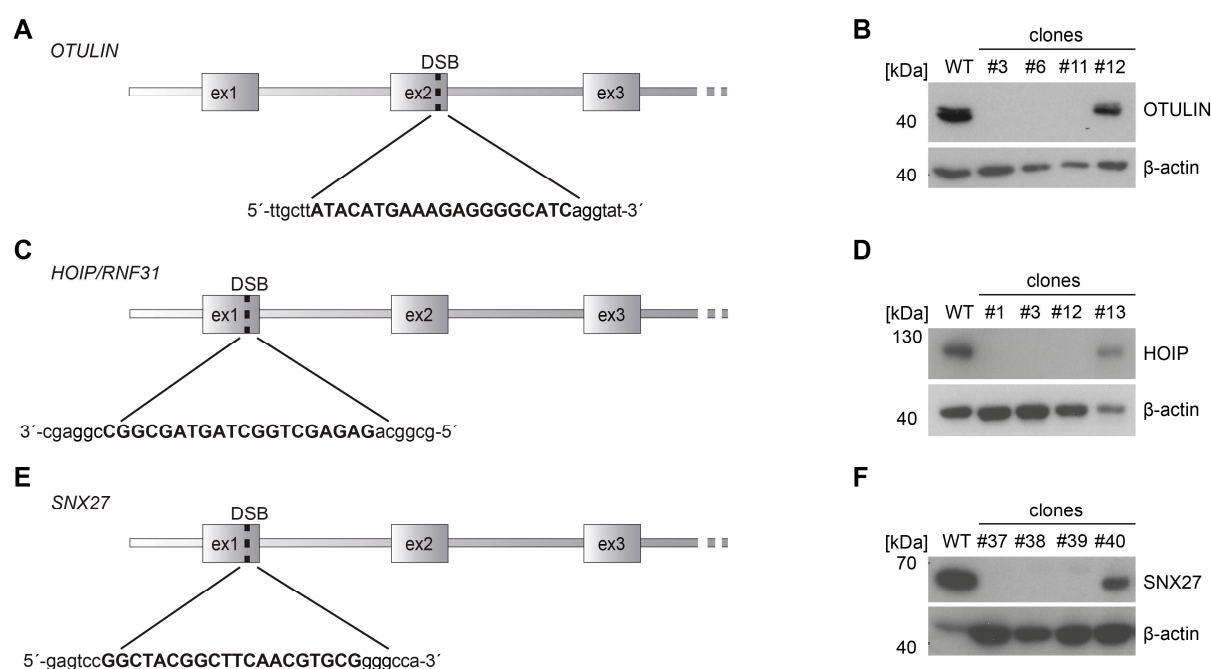 A
OTULIN
DSB
ex1 ex2 ex3
5´-ttgcttATACATGAAAGAGGGGCATCaggtat-3´
B
clones
[kDa] WT #3 #6 #11 #12
40 OTULIN
40 β-actin
C
HOIP/RNF31
DSB
ex1 ex2 ex3
3´-cgaggcCGGCGATGATCGGTCGAGAGacggcg-5´
D
clones
[kDa] WT #1 #3 #12 #13
130
HOIP
40 β-actin
E
SNX27
DSB
ex1 ex2 ex3
5´-gagtccGGCTACGGCTTCAACGTGCGgggcca-3´
F
clones
[kDa] WT #37 #38 #39 #40
70
SNX27
40 β-actin